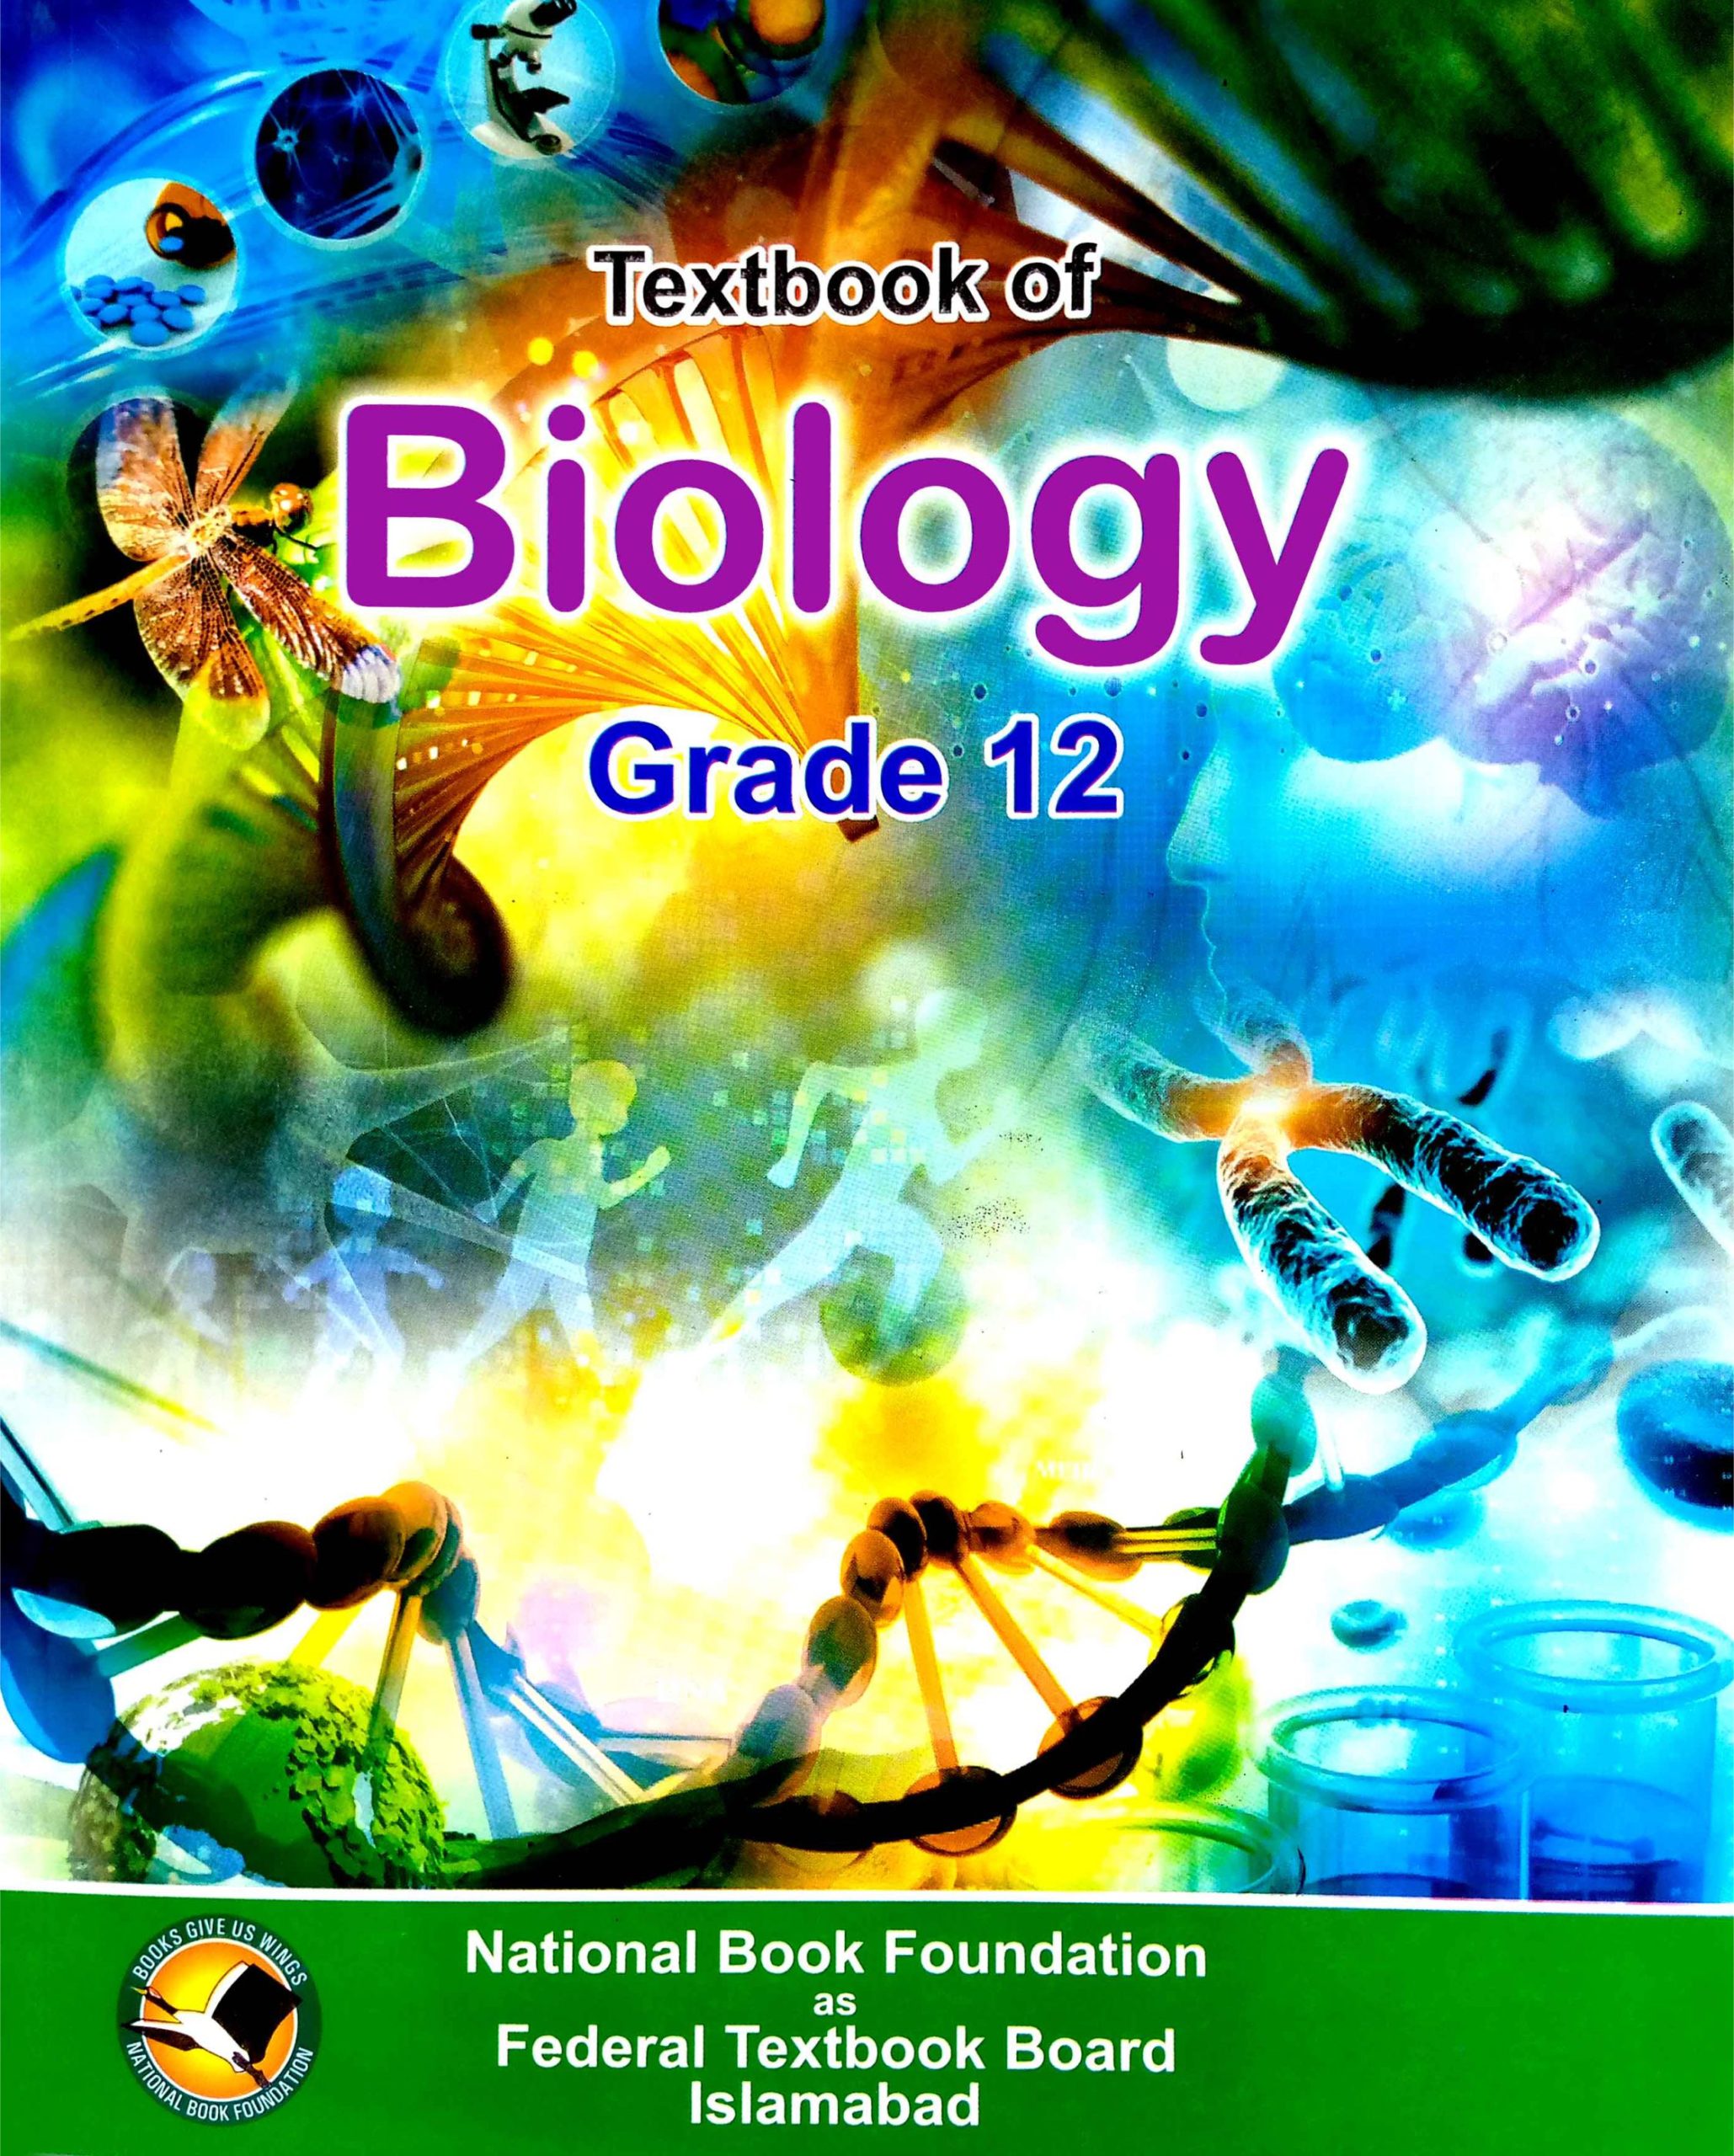 Textbook of
Biology
Grade 12
BOOKS GIVE US WINGS
NATIONAL BOOK FOUNDATION
National Book Foundation
as
Federal Textbook Board
Islamabad